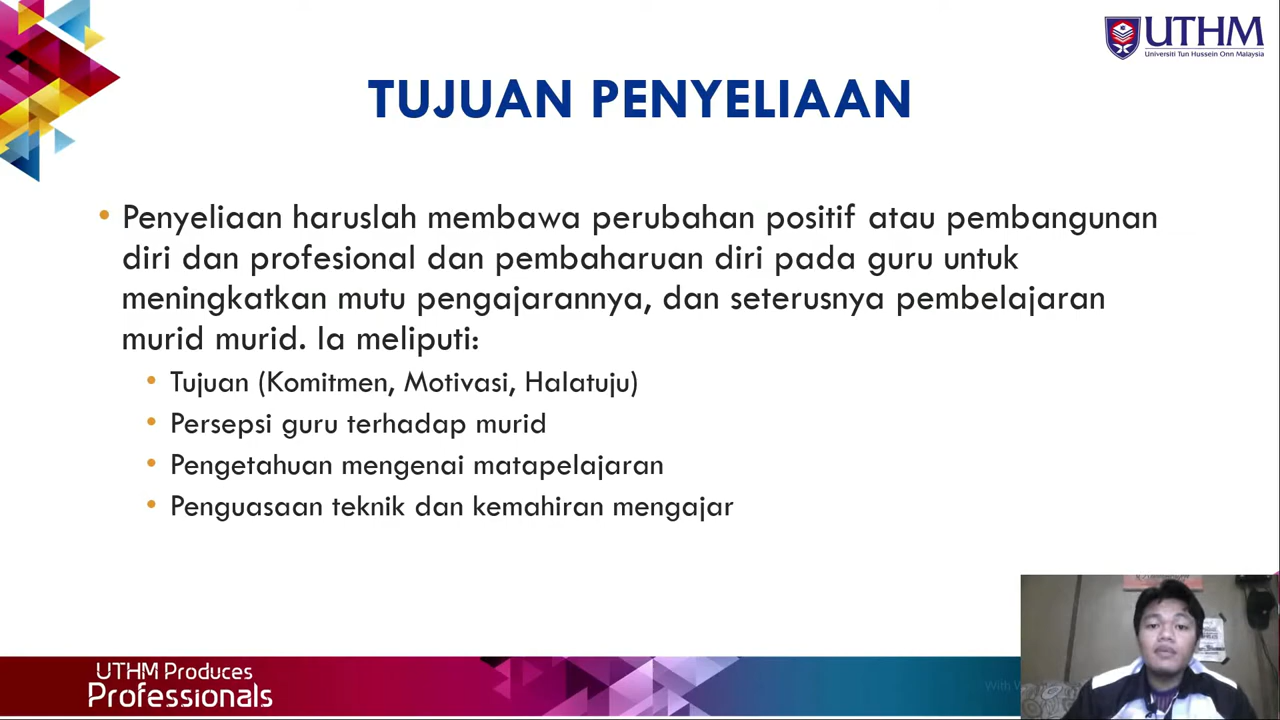 UTHM
Universiti Tun Hussein Onn Malaysia
TUJUAN PENYELIAAN
• Penyeliaan haruslah membawa perubahan positif atau pembangunan
diri dan profesional dan pembaharuan diri pada guru untuk
meningkatkan mutu pengajarannya, dan seterusnya pembelajaran
murid murid. Ia meliputi:
• Tujuan (Komitmen, Motivasi, Halatuju)
• Persepsi guru terhadap murid
• Pengetahuan mengenai matapelajaran
• Penguasaan teknik dan kemahiran mengajar
UTHM Produces
Professionals